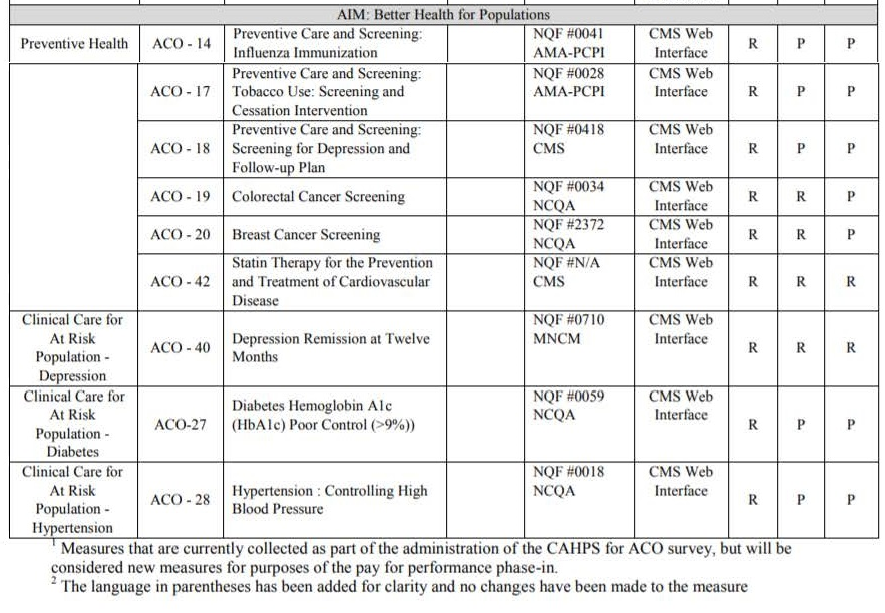 AIM: Better Health for Populations
Preventive Health ACO - 14 Preventive Care and Screening: NQF #0041 CMS Web R P P
Influenza Immunization AMA-PCPI Interface
ACO - 17 Preventive Care and Screening: NQF #0028 CMS Web R P P
Tobacco Use: Screening and AMA-PCPI Interface
Cessation Intervention
ACO - 18 Preventive Care and Screening: NQF #0418 CMS Web R P P
Screening for Depression and CMS Interface
Follow-up Plan
ACO - 19 Colorectal Cancer Screening NQF #0034 CMS Web R R P
NCQA Interface
ACO - 20 Breast Cancer Screening NQF #2372 CMS Web R R P
NCQA Interface
ACO - 42 Statin Therapy for the Prevention NQF #N/A CMS Web R R R
and Treatment of Cardiovascular CMS Interface
Disease
Clinical Care for ACO - 40 Depression Remission at Twelve NQF #0710 CMS Web R R R
At Risk Months MNCM Interface
Population -
Depression
Clinical Care for ACO-27 Diabetes Hemoglobin A1c NQF #0059 CMS Web R P P
At Risk (HbA1c) Poor Control (>9%)) NCQA Interface
Population -
Diabetes
Clinical Care for ACO - 28 Hypertension : Controlling High NQF #0018 CMS Web R P P
At Risk Blood Pressure NCQA Interface
Population -
Hypertension
1 Measures that are currently collected as part of the administration of the CAHPS for ACO survey, but will be
considered new measures for purposes of the pay for performance phase-in.
2 The language in parentheses has been added for clarity and no changes have been made to the measure